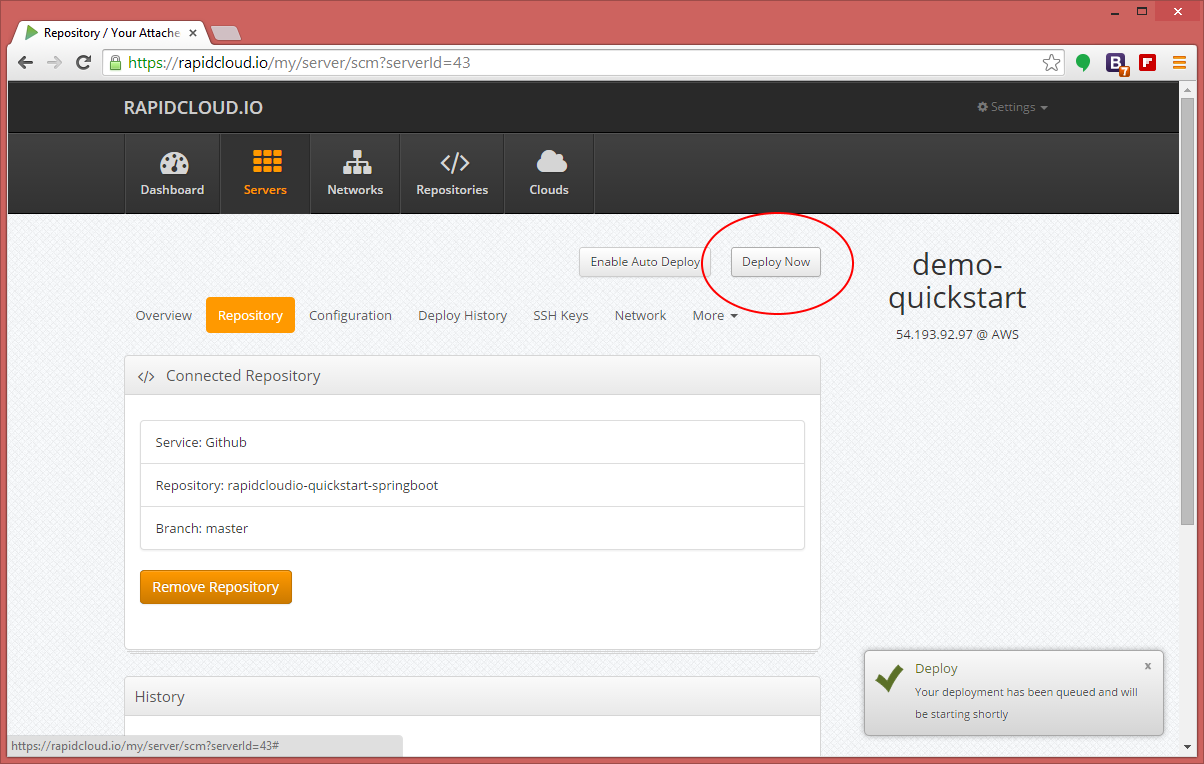 Repository / Your Attache
https://rapidcloud.io/my/server/scm?serverId=43
B
7
RAPIDCLOUD.IO
Settings
Dashboard
Servers
Networks
Repositories
Clouds
Enable Auto Deploy
Deploy Now
demo-
quickstart
54.193.92.97 @ AWS
Overview
Repository
Configuration
Deploy History
SSH Keys
Network
More
</> Connected Repository
Service: Github
Repository: rapidcloudio-quickstart-springboot
Branch: master
Remove Repository
History
Deploy
x
Your deployment has been queued and will
be starting shortly
https://rapidcloud.io/my/server/scm?serverId=43#